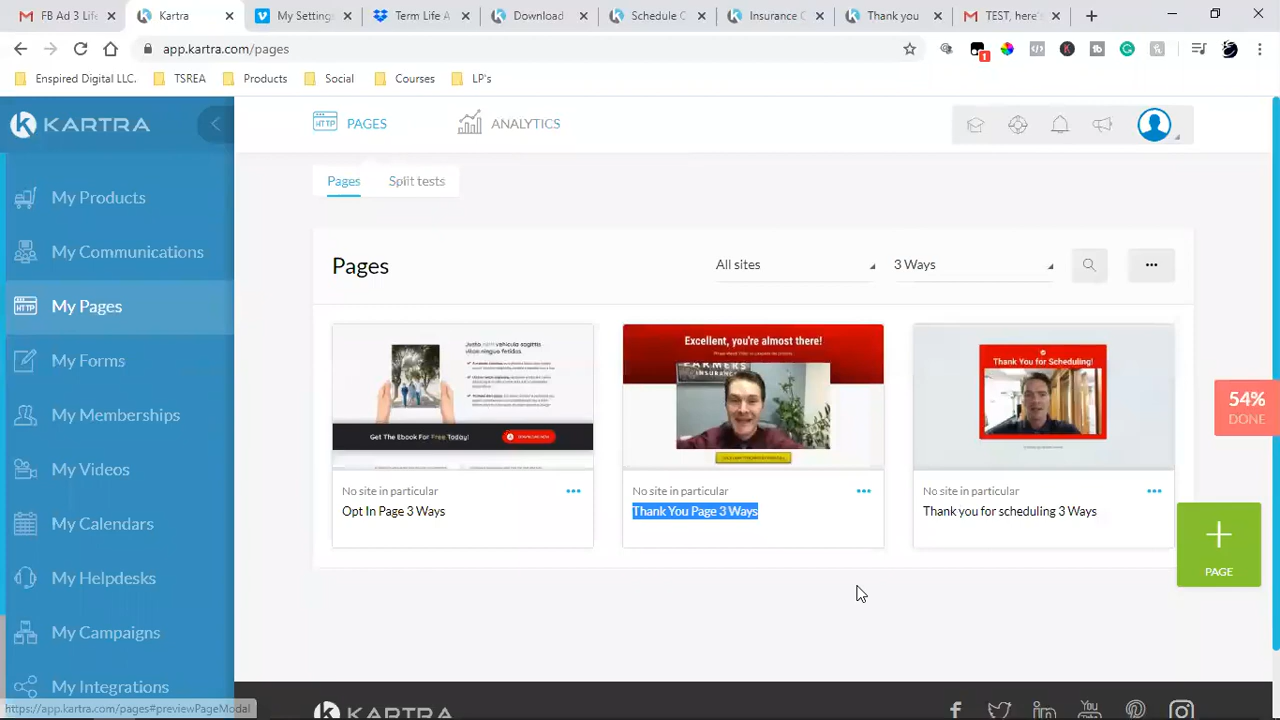 FB Ad 3 Life
Kartra
My Setting
Term Life A
Download
Schedule C
Insurance C
Thank you
TEST, here's
app.kartra.com/pages
1
Enspired Digital LLC.
TSREA
Products
Social
Courses
LP's
KARTRA
PAGES
ANALYTICS
My Products
My Communications
My Pages
My Forms
My Memberships
My Videos
My Calendars
My Helpdesks
My Campaigns
My Integrations
Pages
Split tests
Pages
All sites
3 Ways
•••
Get The Ebook For Free Today!
DOWNLOAD NOW
Excellent, you're almost there!
FARMERS
INSURANCE
Thank You for Scheduling!
No site in particular
Opt In Page 3 Ways
No site in particular
Thank You Page 3 Ways
No site in particular
Thank you for scheduling 3 Ways
54%
DONE
PAGE
https://app.kartra.com/pages#previewPageModal
KARTRA